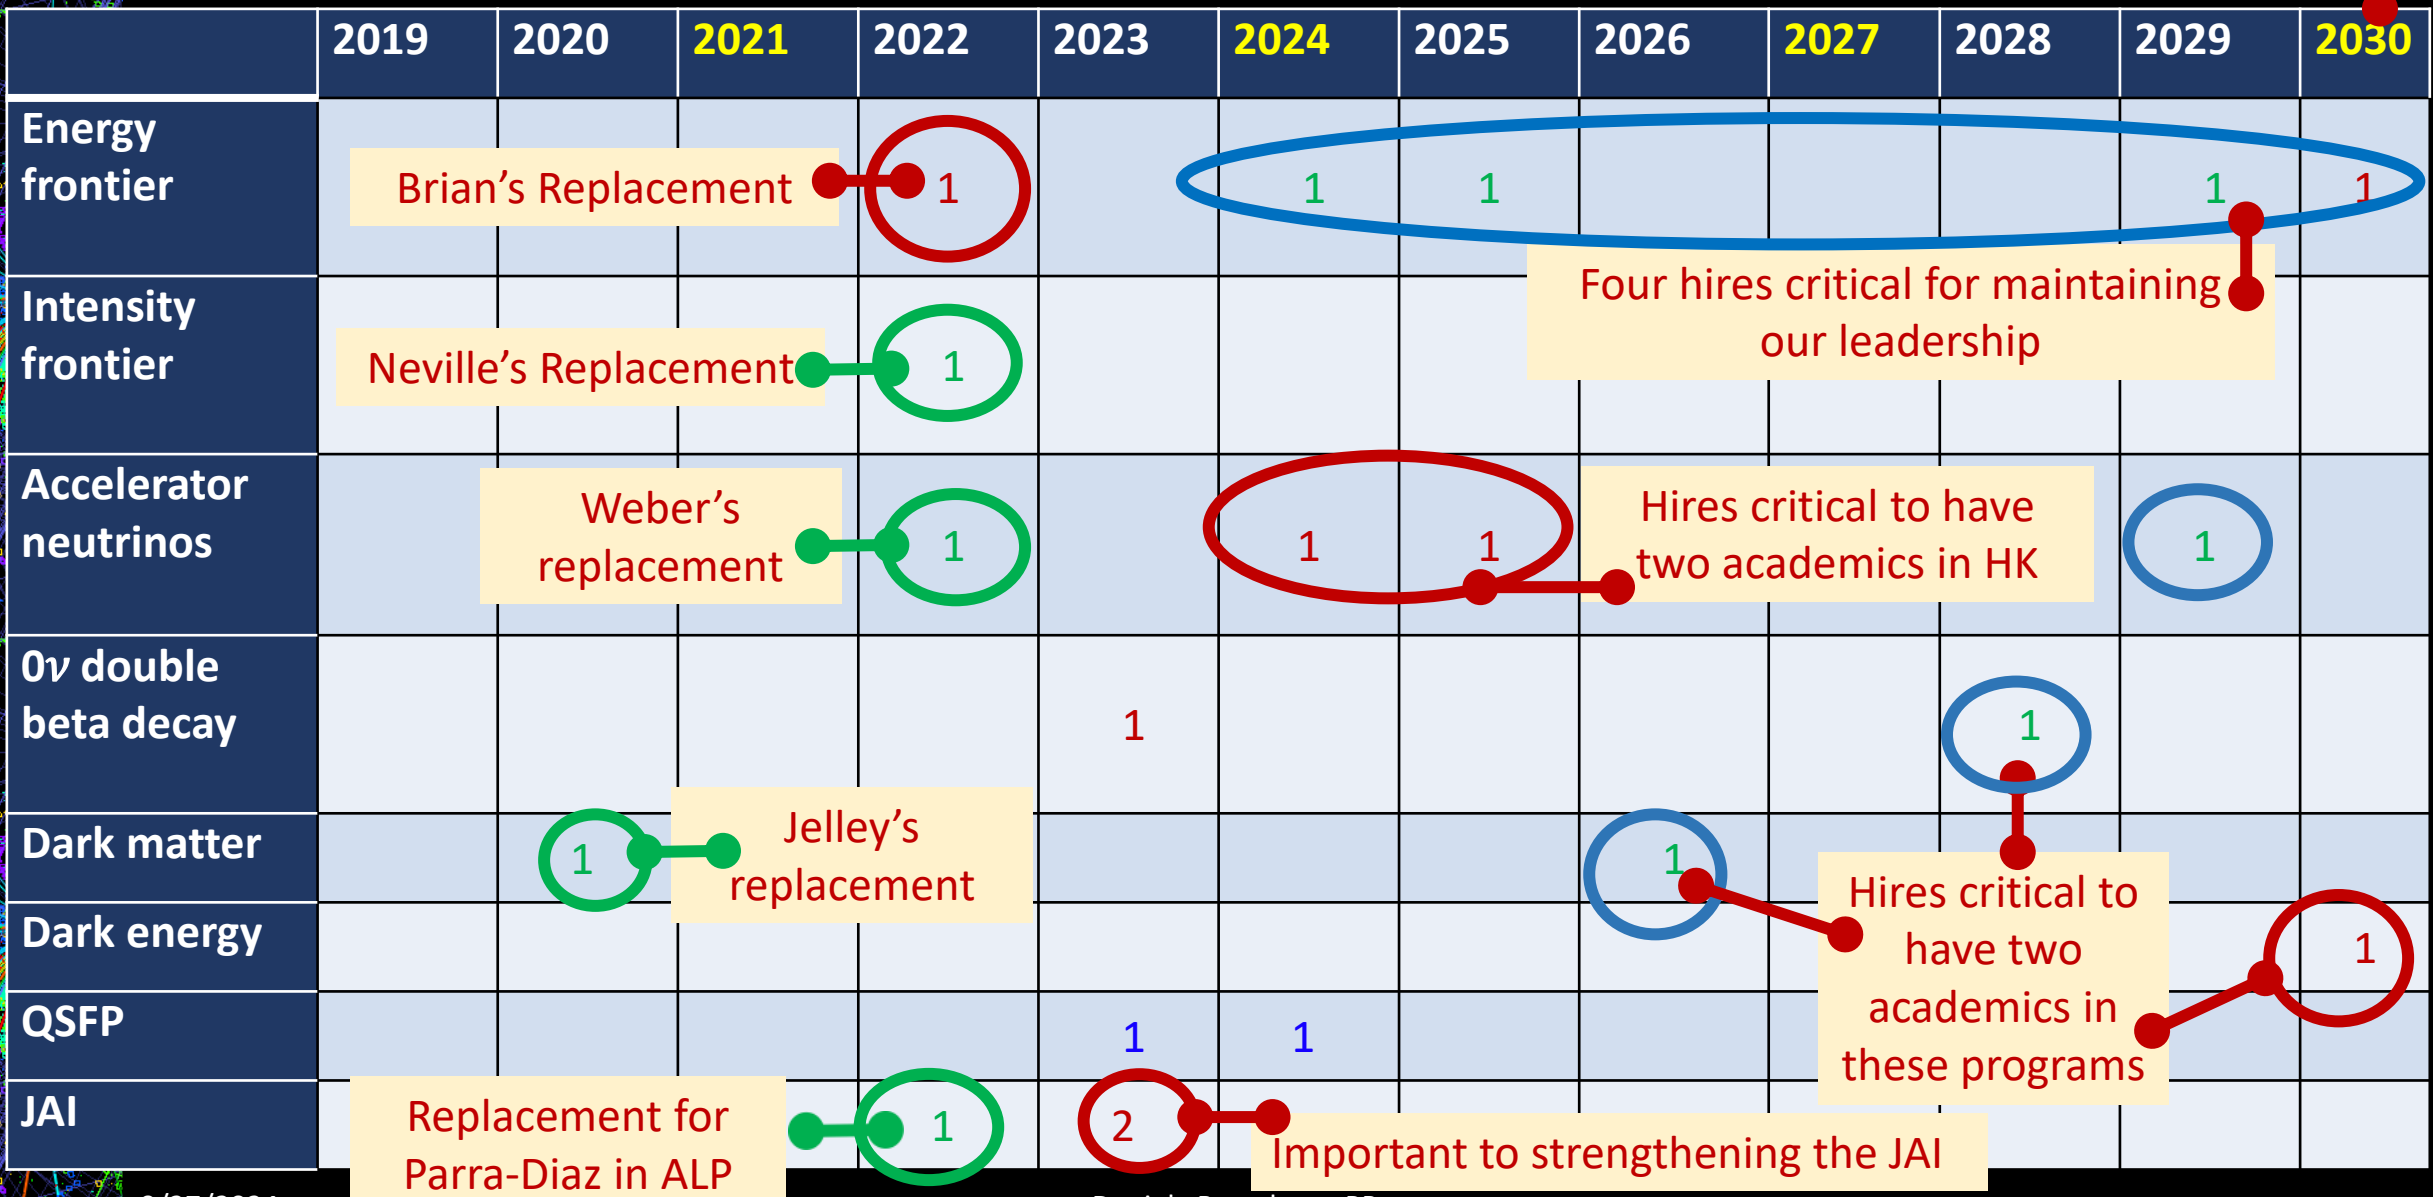 2019 2020 2021 2022 2023 2024 2025 2026 2027 2028 2029 2030
Energy
frontier
Brian's Replacement
1
1
1
1
1
Four hires critical for maintaining
our leadership
Intensity
frontier
Neville's Replacement
1
Accelerator
neutrinos
Weber's
replacement
1
1
1
Hires critical to have
two academics in HK
1
0ν double
beta decay
1
1
Dark matter
1
Jelley's
replacement
1
Hires critical to
have two
academics in
these programs
Dark energy
1
QSFP
1
1
JAI
Replacement for
Parra-Diaz in ALP
1
2
Important to strengthening the JAI